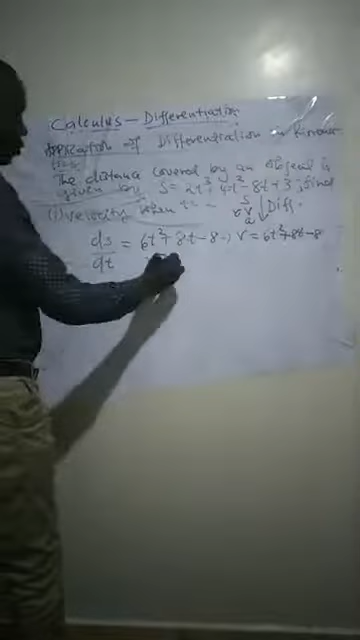 Calculus - Differentiation
Application of Differentiation in Kinematics
The distance covered by an object is
given by S = 2t³ + 4t² - 8t + 3, find
(i) Velocity when t =
S
V
a
Diff.
ds/dt = 6t² + 8t - 8 → V = 6t² + 8t - 8